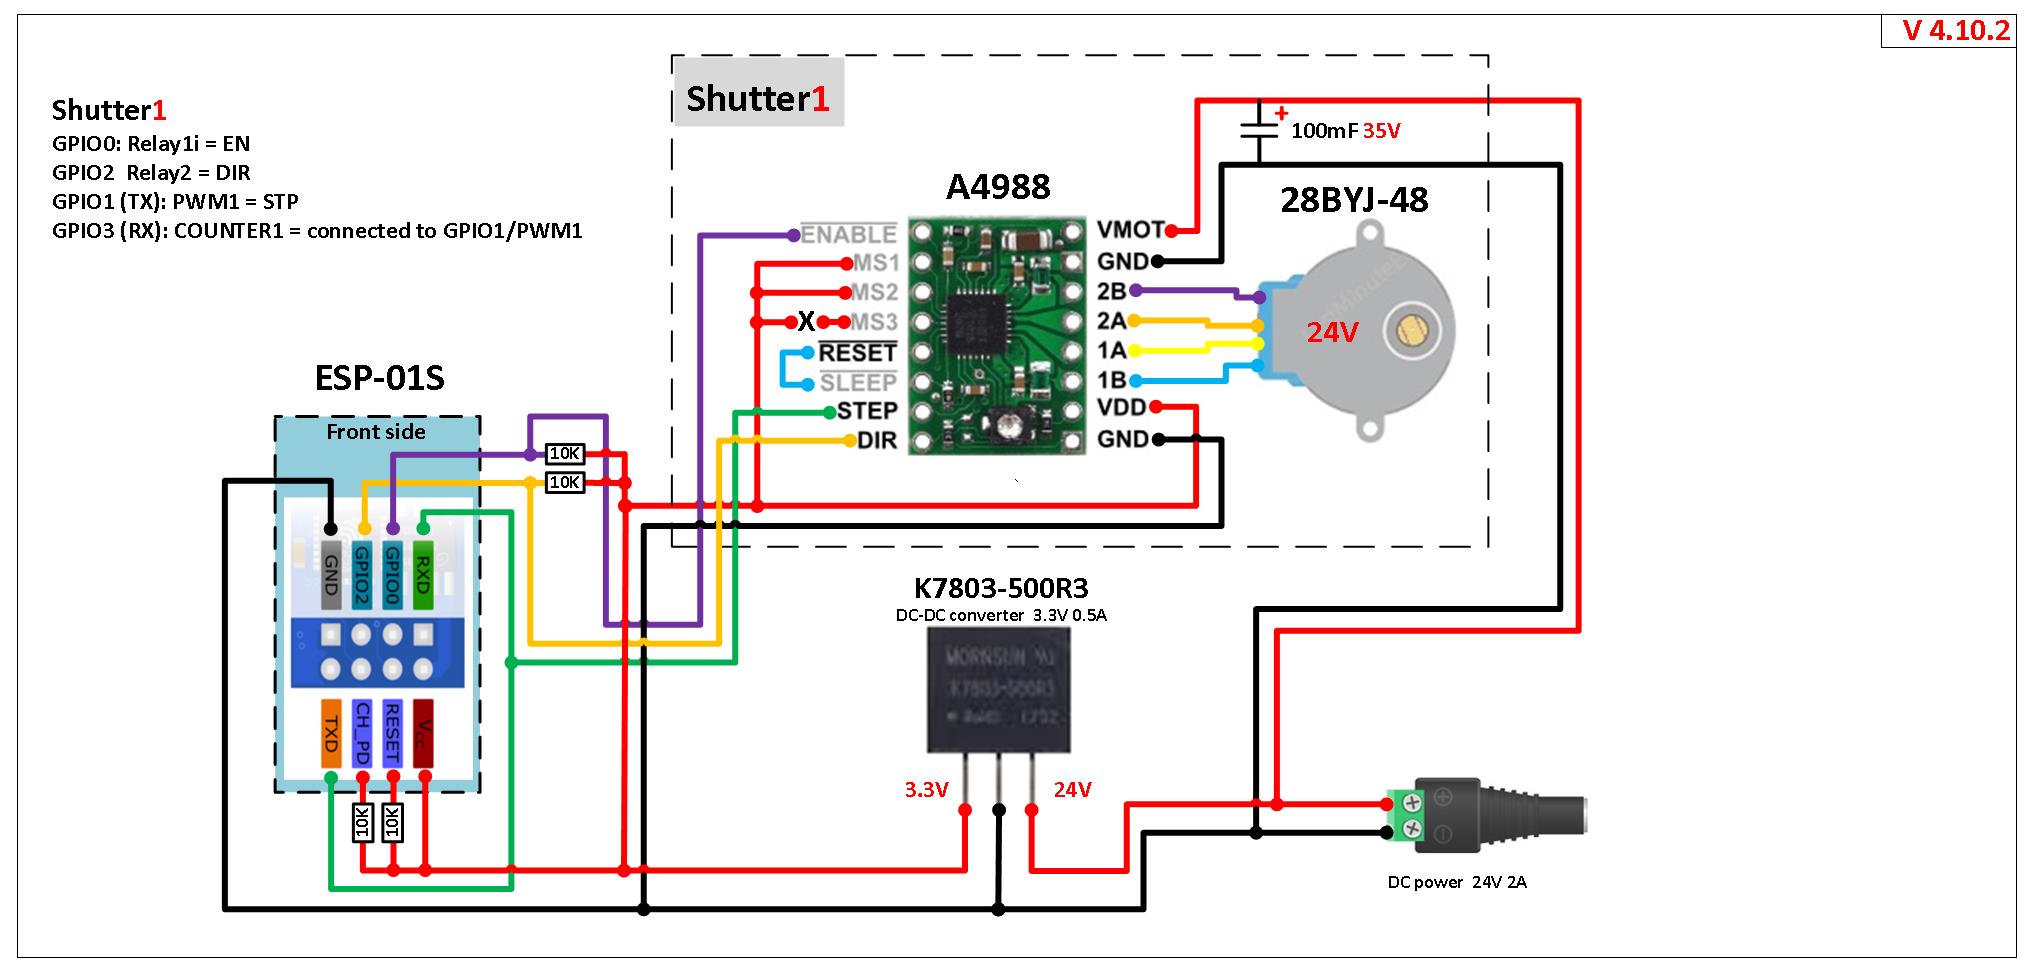 V 4.10.2
Shutter1
GPIO0: Relay1i = EN
GPIO2  Relay2 = DIR
GPIO1 (TX): PWM1 = STP
GPIO3 (RX): COUNTER1 = connected to GPIO1/PWM1
Shutter1
+
100mF 35V
A4988
28BYJ-48
24V
ENABLE
MS1
MS2
X
MS3
RESET
SLEEP
STEP
DIR
VMOT
GND
2B
2A
1A
1B
VDD
GND
ESP-01S
Front side
10K
10K
GND
GPIO2
GPIO0
RXD
TXD
CH_PD
RESET
Vcc
10K
10K
K7803-500R3
DC-DC converter  3.3V 0.5A
MORNSUN
K7803-500R3
3.3V
24V
DC power  24V 2A